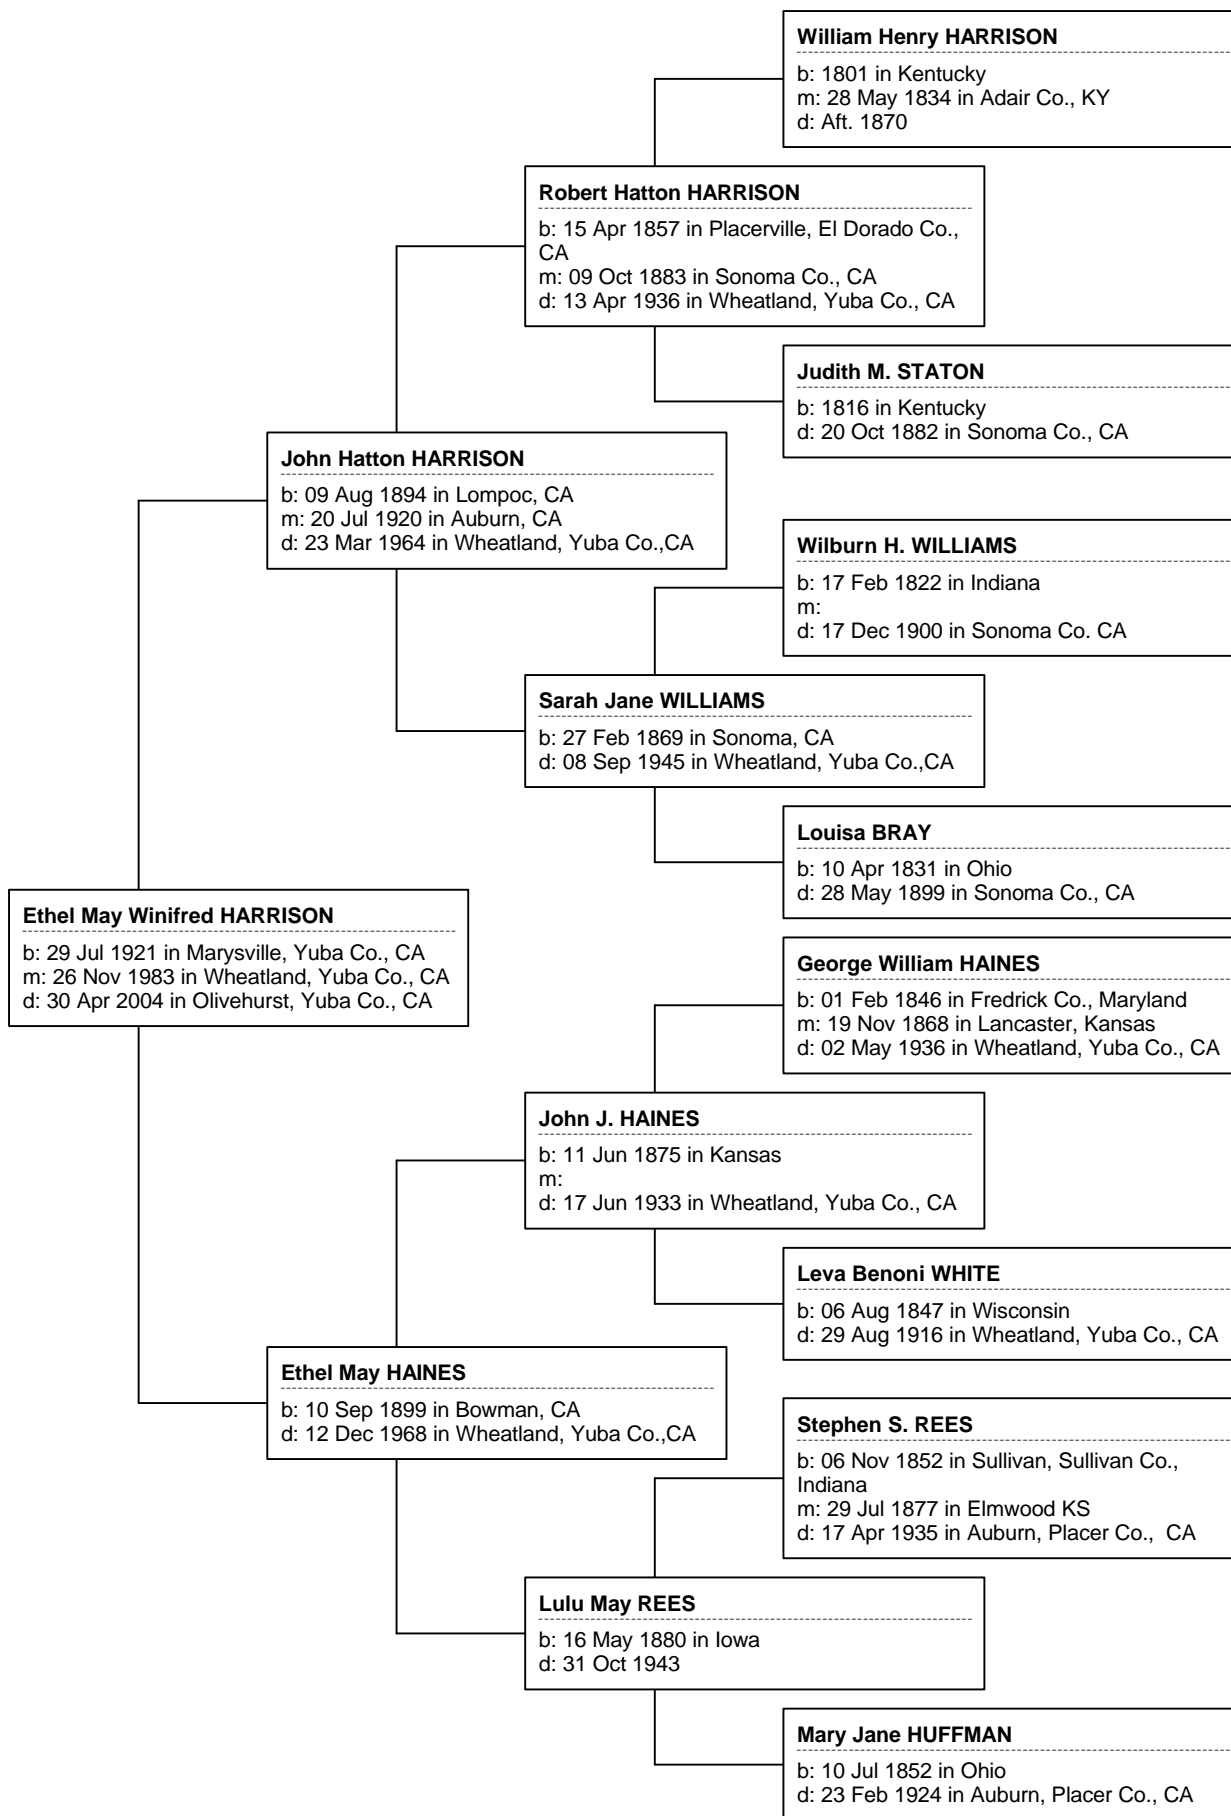 William Henry HARRISON
b: 1801 in Kentucky
m: 28 May 1834 in Adair Co., KY
d: Aft. 1870
Robert Hatton HARRISON
b: 15 Apr 1857 in Placerville, El Dorado Co.,
CA
m: 09 Oct 1883 in Sonoma Co., CA
d: 13 Apr 1936 in Wheatland, Yuba Co., CA
Judith M. STATON
b: 1816 in Kentucky
d: 20 Oct 1882 in Sonoma Co., CA
John Hatton HARRISON
b: 09 Aug 1894 in Lompoc, CA
m: 20 Jul 1920 in Auburn, CA
d: 23 Mar 1964 in Wheatland, Yuba Co.,CA
Wilburn H. WILLIAMS
b: 17 Feb 1822 in Indiana
m:
d: 17 Dec 1900 in Sonoma Co. CA
Sarah Jane WILLIAMS
b: 27 Feb 1869 in Sonoma, CA
d: 08 Sep 1945 in Wheatland, Yuba Co.,CA
Louisa BRAY
b: 10 Apr 1831 in Ohio
d: 28 May 1899 in Sonoma Co., CA
Ethel May Winifred HARRISON
b: 29 Jul 1921 in Marysville, Yuba Co., CA
m: 26 Nov 1983 in Wheatland, Yuba Co., CA
d: 30 Apr 2004 in Olivehurst, Yuba Co., CA
George William HAINES
b: 01 Feb 1846 in Fredrick Co., Maryland
m: 19 Nov 1868 in Lancaster, Kansas
d: 02 May 1936 in Wheatland, Yuba Co., CA
John J. HAINES
b: 11 Jun 1875 in Kansas
m:
d: 17 Jun 1933 in Wheatland, Yuba Co., CA
Leva Benoni WHITE
b: 06 Aug 1847 in Wisconsin
d: 29 Aug 1916 in Wheatland, Yuba Co., CA
Ethel May HAINES
b: 10 Sep 1899 in Bowman, CA
d: 12 Dec 1968 in Wheatland, Yuba Co.,CA
Stephen S. REES
b: 06 Nov 1852 in Sullivan, Sullivan Co.,
Indiana
m: 29 Jul 1877 in Elmwood KS
d: 17 Apr 1935 in Auburn, Placer Co.,  CA
Lulu May REES
b: 16 May 1880 in Iowa
d: 31 Oct 1943
Mary Jane HUFFMAN
b: 10 Jul 1852 in Ohio
d: 23 Feb 1924 in Auburn, Placer Co., CA